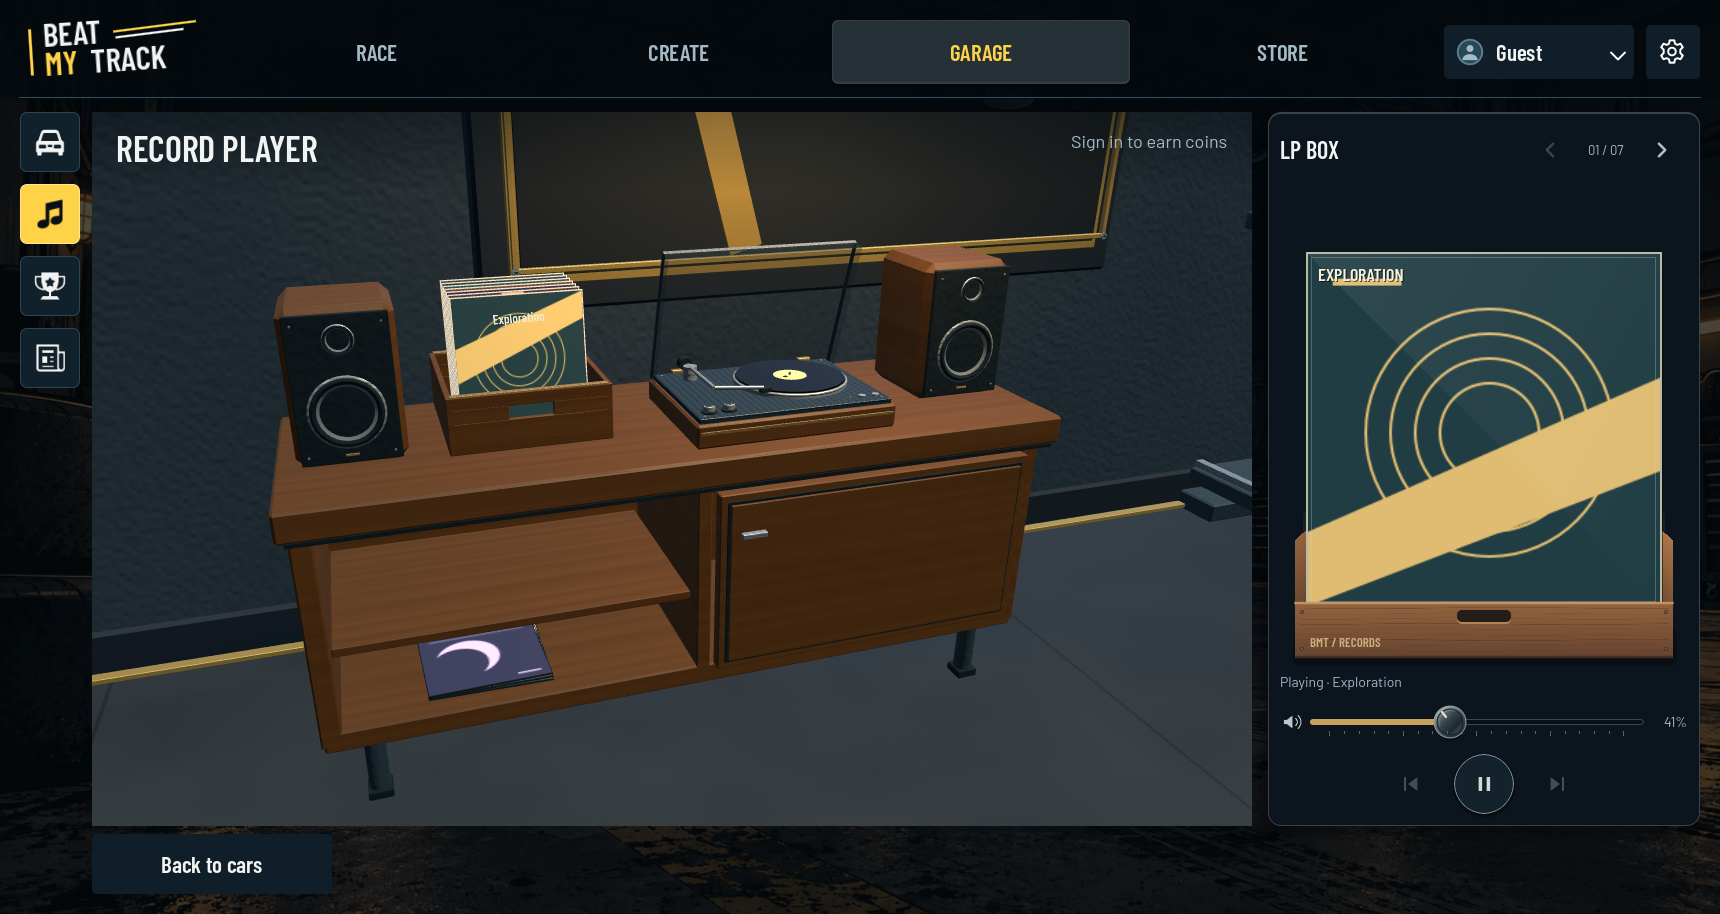 BEAT
MY TRACK
RACE
CREATE
GARAGE
STORE
Guest
RECORD PLAYER
Sign in to earn coins
Exploration
LP BOX
01 / 07
EXPLORATION
BMT / RECORDS
Playing · Exploration
41%
Back to cars